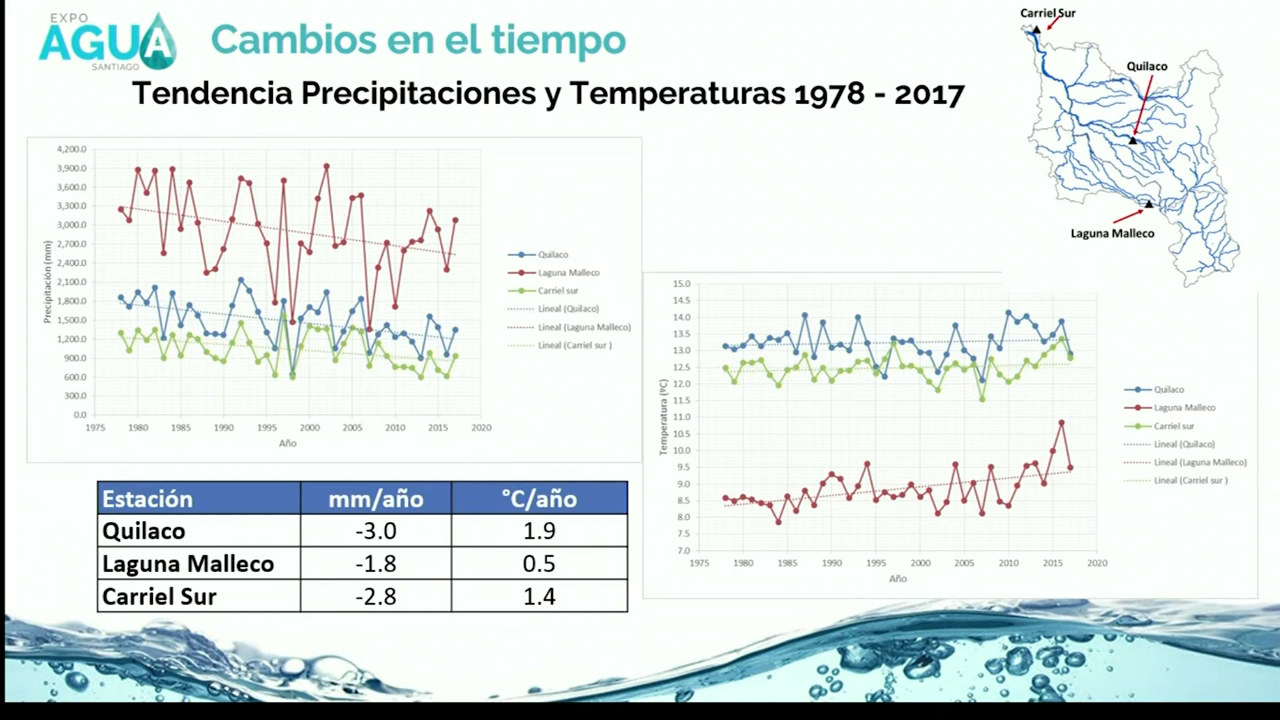 EXPO
AGUA
SANTIAGO
Cambios en el tiempo
Tendencia Precipitaciones y Temperaturas 1978 - 2017
Carriel Sur
Quilaco
Laguna Malleco
4,200.0
3,900.0
3,600.0
3,300.0
3,000.0
2,700.0
2,400.0
2,100.0
1,800.0
1,500.0
1,200.0
900.0
600.0
300.0
0.0
Precipitación (mm)
1975 1980 1985 1990 1995 2000 2005 2010 2015 2020
Año
Quilaco
Laguna Malleco
Carriel sur
Lineal (Quilaco)
Lineal (Laguna Malleco)
Lineal (Carriel sur )
15.0
14.5
14.0
13.5
13.0
12.5
12.0
11.5
11.0
10.5
10.0
9.5
9.0
8.5
8.0
7.5
7.0
Temperatura (ºC)
1975 1980 1985 1990 1995 2000 2005 2010 2015 2020
Año
Quilaco
Laguna Malleco
Carriel sur
Lineal (Quilaco)
Lineal (Laguna Malleco)
Lineal (Carriel sur )
Estación mm/año °C/año
Quilaco -3.0 1.9
Laguna Malleco -1.8 0.5
Carriel Sur -2.8 1.4